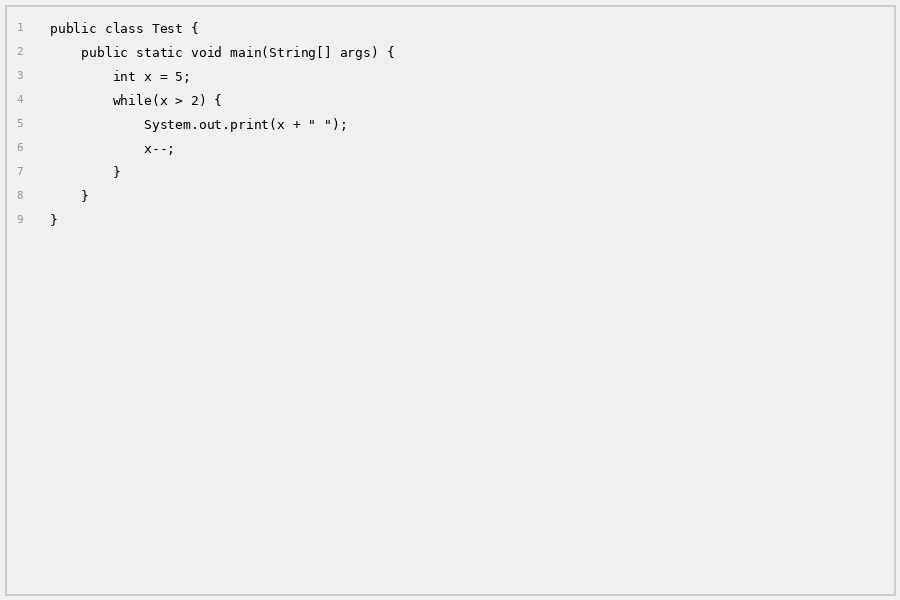 1 public class Test {
2     public static void main(String[] args) {
3         int x = 5;
4         while(x > 2) {
5             System.out.print(x + " ");
6             x--;
7         }
8     }
9 }